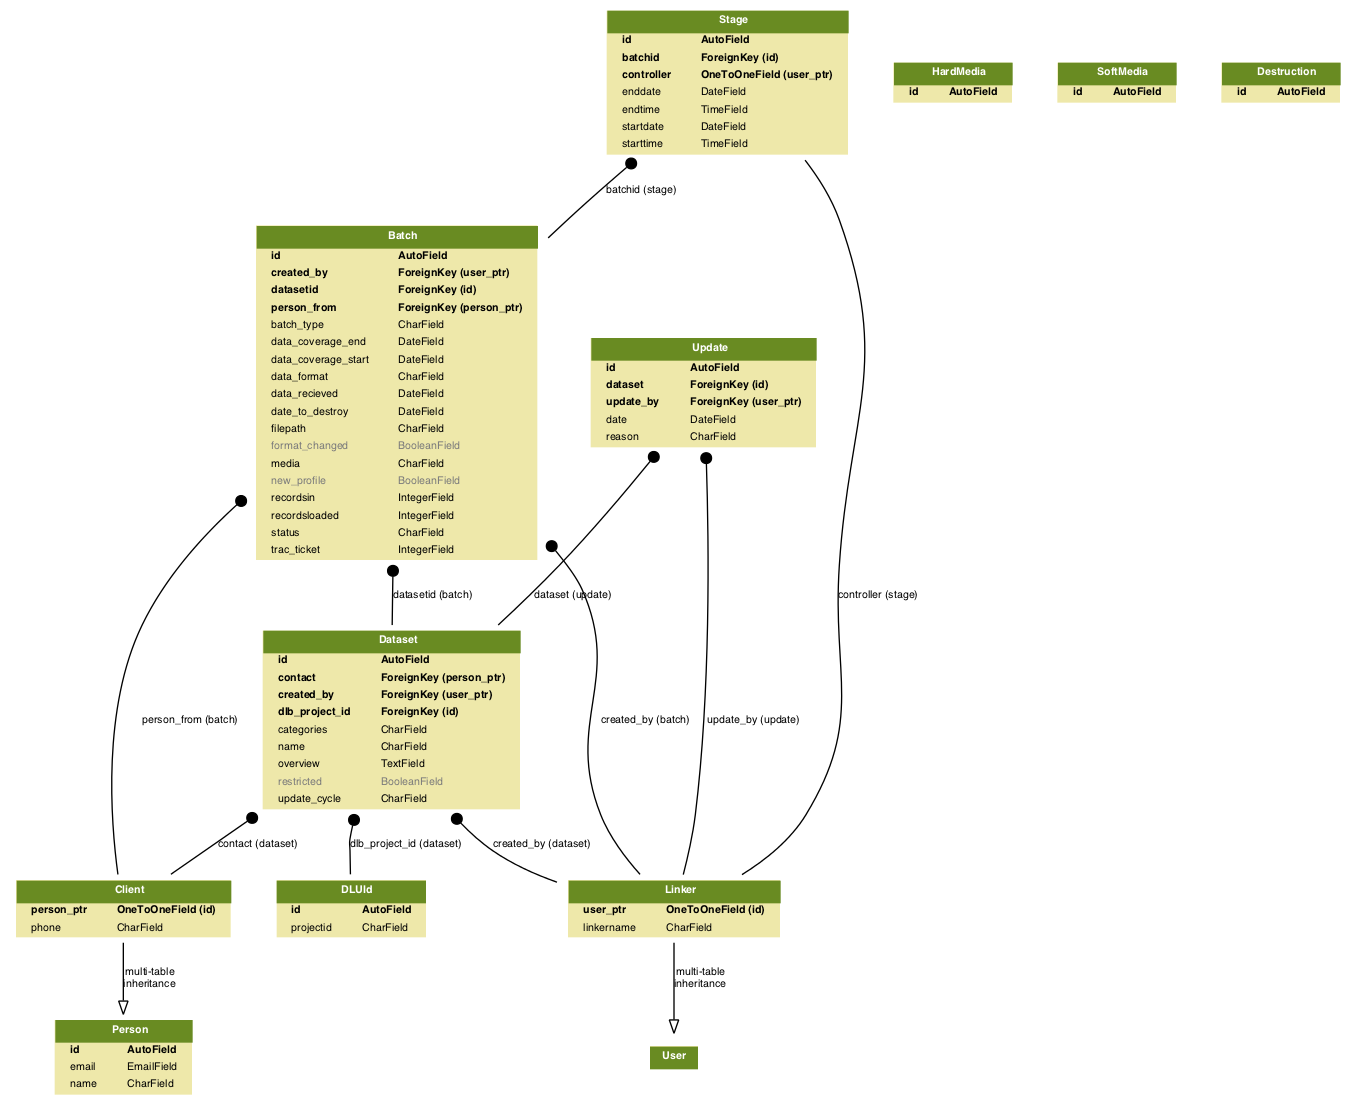 Stage
id AutoField
batchid ForeignKey (id)
controller OneToOneField (user_ptr)
enddate DateField
endtime TimeField
startdate DateField
starttime TimeField
HardMedia
id AutoField
SoftMedia
id AutoField
Destruction
id AutoField
batchid (stage)
Batch
id AutoField
created_by ForeignKey (user_ptr)
datasetid ForeignKey (id)
person_from ForeignKey (person_ptr)
batch_type CharField
data_coverage_end DateField
data_coverage_start DateField
data_format CharField
data_recieved DateField
date_to_destroy DateField
filepath CharField
format_changed BooleanField
media CharField
new_profile BooleanField
recordsin IntegerField
recordsloaded IntegerField
status CharField
trac_ticket IntegerField
Update
id AutoField
dataset ForeignKey (id)
update_by ForeignKey (user_ptr)
date DateField
reason CharField
datasetid (batch)
dataset (update)
controller (stage)
Dataset
id AutoField
contact ForeignKey (person_ptr)
created_by ForeignKey (user_ptr)
dlb_project_id ForeignKey (id)
categories CharField
name CharField
overview TextField
restricted BooleanField
update_cycle CharField
person_from (batch)
created_by (batch)
update_by (update)
contact (dataset)
dlb_project_id (dataset)
created_by (dataset)
Client
person_ptr OneToOneField (id)
phone CharField
DLUId
id AutoField
projectid CharField
Linker
user_ptr OneToOneField (id)
linkername CharField
multi-table
inheritance
multi-table
inheritance
Person
id AutoField
email EmailField
name CharField
User